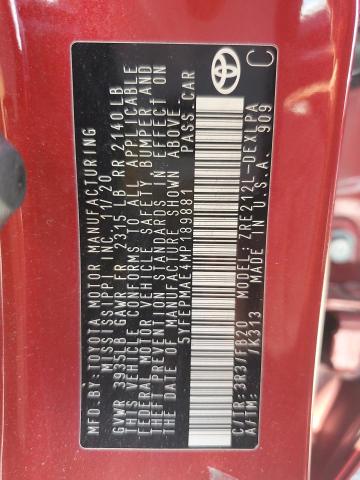 MFD. BY: TOYOTA MOTOR MANUFACTURING
MISSISSIPPI INC. 11/20
GVWR 3935LB GAWR FR 2315 LB RR 2140LB
THIS VEHICLE CONFORMS TO ALL APPLICABLE
FEDERAL MOTOR VEHICLE SAFETY, BUMPER, AND
THEFT PREVENTION STANDARDS IN EFFECT ON
THE DATE OF MANUFACTURE SHOWN ABOVE.
5YFEPMAE4MP189881 PASS. CAR
TOYOTA
C
C/TR: 3R3/FB20 MODEL: ZRE212L-DEXLPA
A/TM: /K313 MADE IN U.S.A. 909